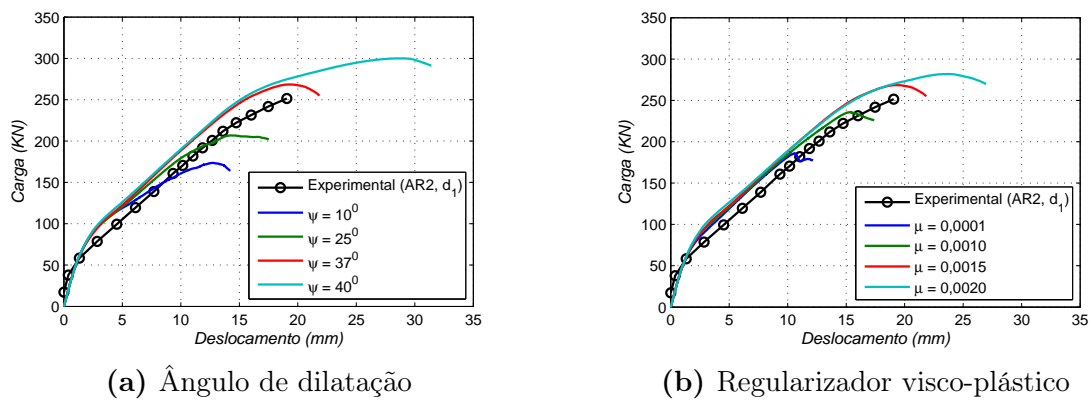 350
300
250
200
150
100
50
0
Carga (KN)
0 5 10 15 20 25 30 35
Deslocamento (mm)
Experimental (AR2, d1)
ψ = 10⁰
ψ = 25⁰
ψ = 37⁰
ψ = 40⁰
(a) Ângulo de dilatação
350
300
250
200
150
100
50
0
Carga (KN)
0 5 10 15 20 25 30 35
Deslocamento (mm)
Experimental (AR2, d1)
μ = 0,0001
μ = 0,0010
μ = 0,0015
μ = 0,0020
(b) Regularizador visco-plástico